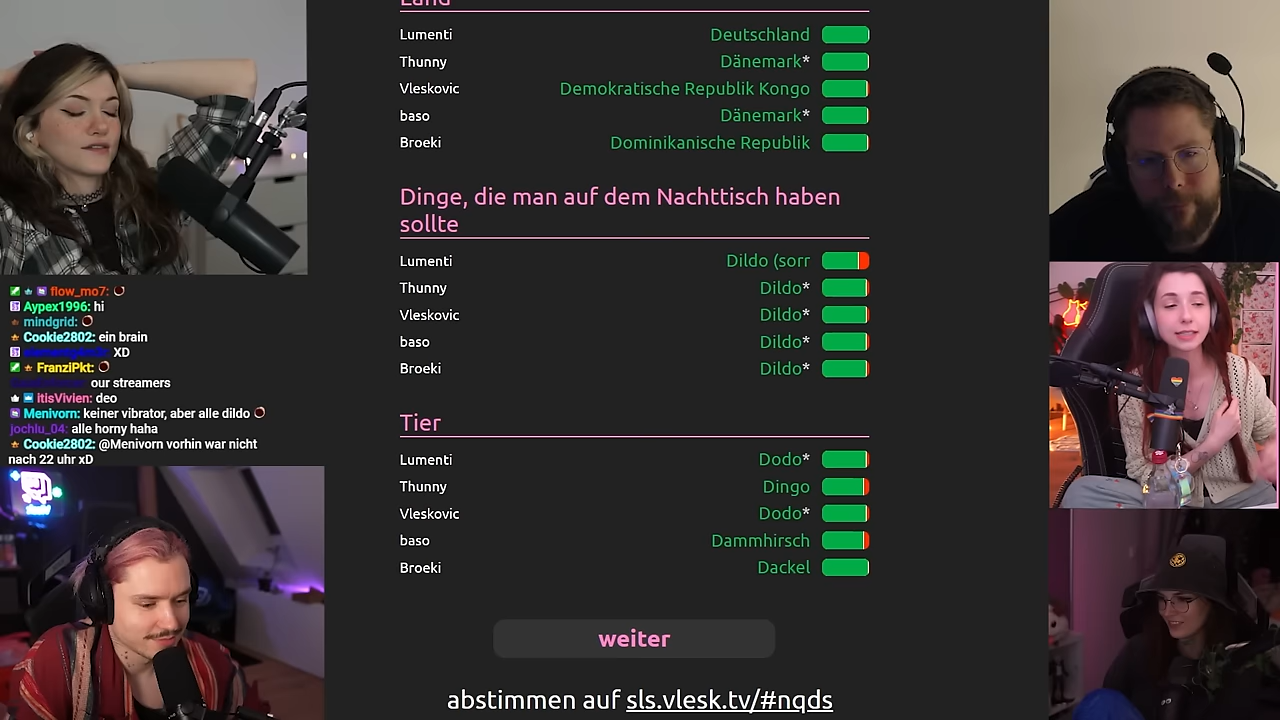 Land
Lumenti Deutschland
Thunny Dänemark*
Vleskovic Demokratische Republik Kongo
baso Dänemark*
Broeki Dominikanische Republik
Dinge, die man auf dem Nachttisch haben
sollte
Lumenti Dildo (sorr
Thunny Dildo*
Vleskovic Dildo*
baso Dildo*
Broeki Dildo*
Tier
Lumenti Dodo*
Thunny Dingo
Vleskovic Dodo*
baso Dammhirsch
Broeki Dackel
weiter
abstimmen auf sls.vlesk.tv/#nqds
flow_mo7:
Aypex1996: hi
mindgrid:
Cookie2802: ein brain
XD
FranziPkt:
our streamers
itisVivien: deo
Menivorn: keiner vibrator, aber alle dildo
jochiu_04: alle horny haha
Cookie2802: @Menivorn vorhin war nicht
nach 22 uhr xD